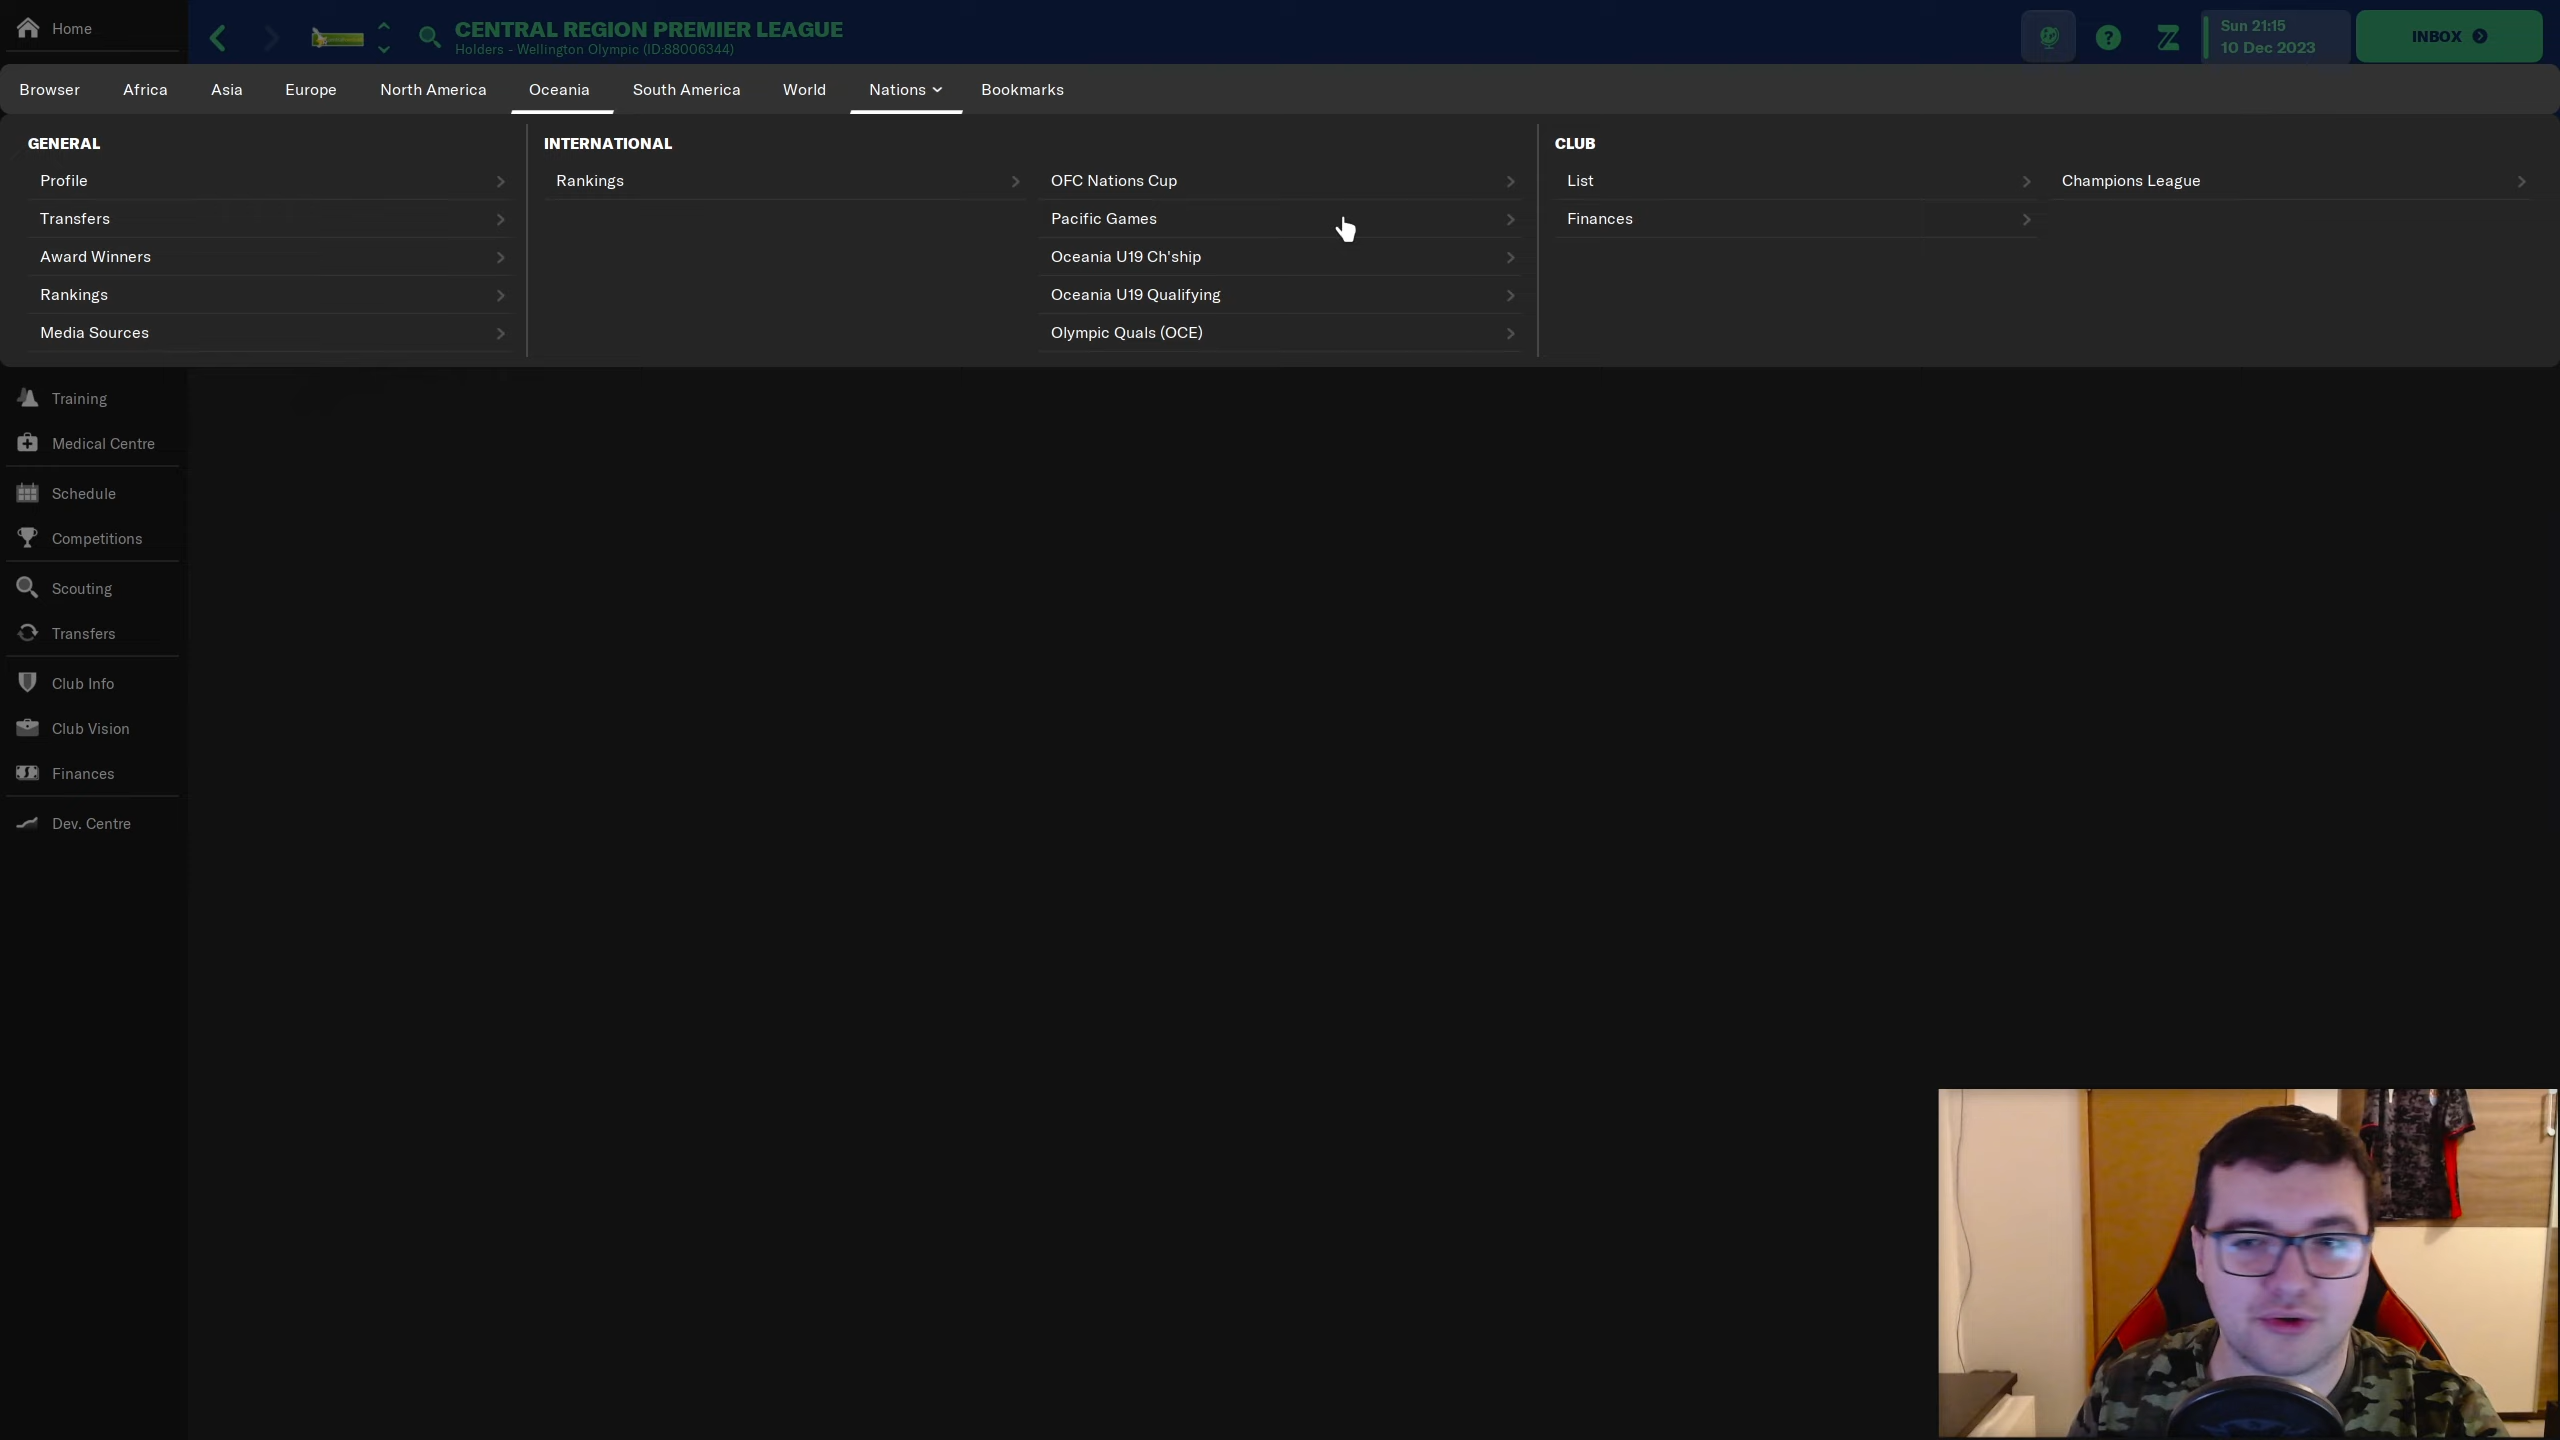 Home
CENTRAL REGION PREMIER LEAGUE
Holders - Wellington Olympic (ID:88006344)
Sun 21:15
10 Dec 2023
INBOX
Browser
Africa
Asia
Europe
North America
Oceania
South America
World
Nations
Bookmarks
GENERAL
Profile
Transfers
Award Winners
Rankings
Media Sources
INTERNATIONAL
Rankings
OFC Nations Cup
Pacific Games
Oceania U19 Ch'ship
Oceania U19 Qualifying
Olympic Quals (OCE)
CLUB
List
Finances
Champions League
Training
Medical Centre
Schedule
Competitions
Scouting
Transfers
Club Info
Club Vision
Finances
Dev. Centre